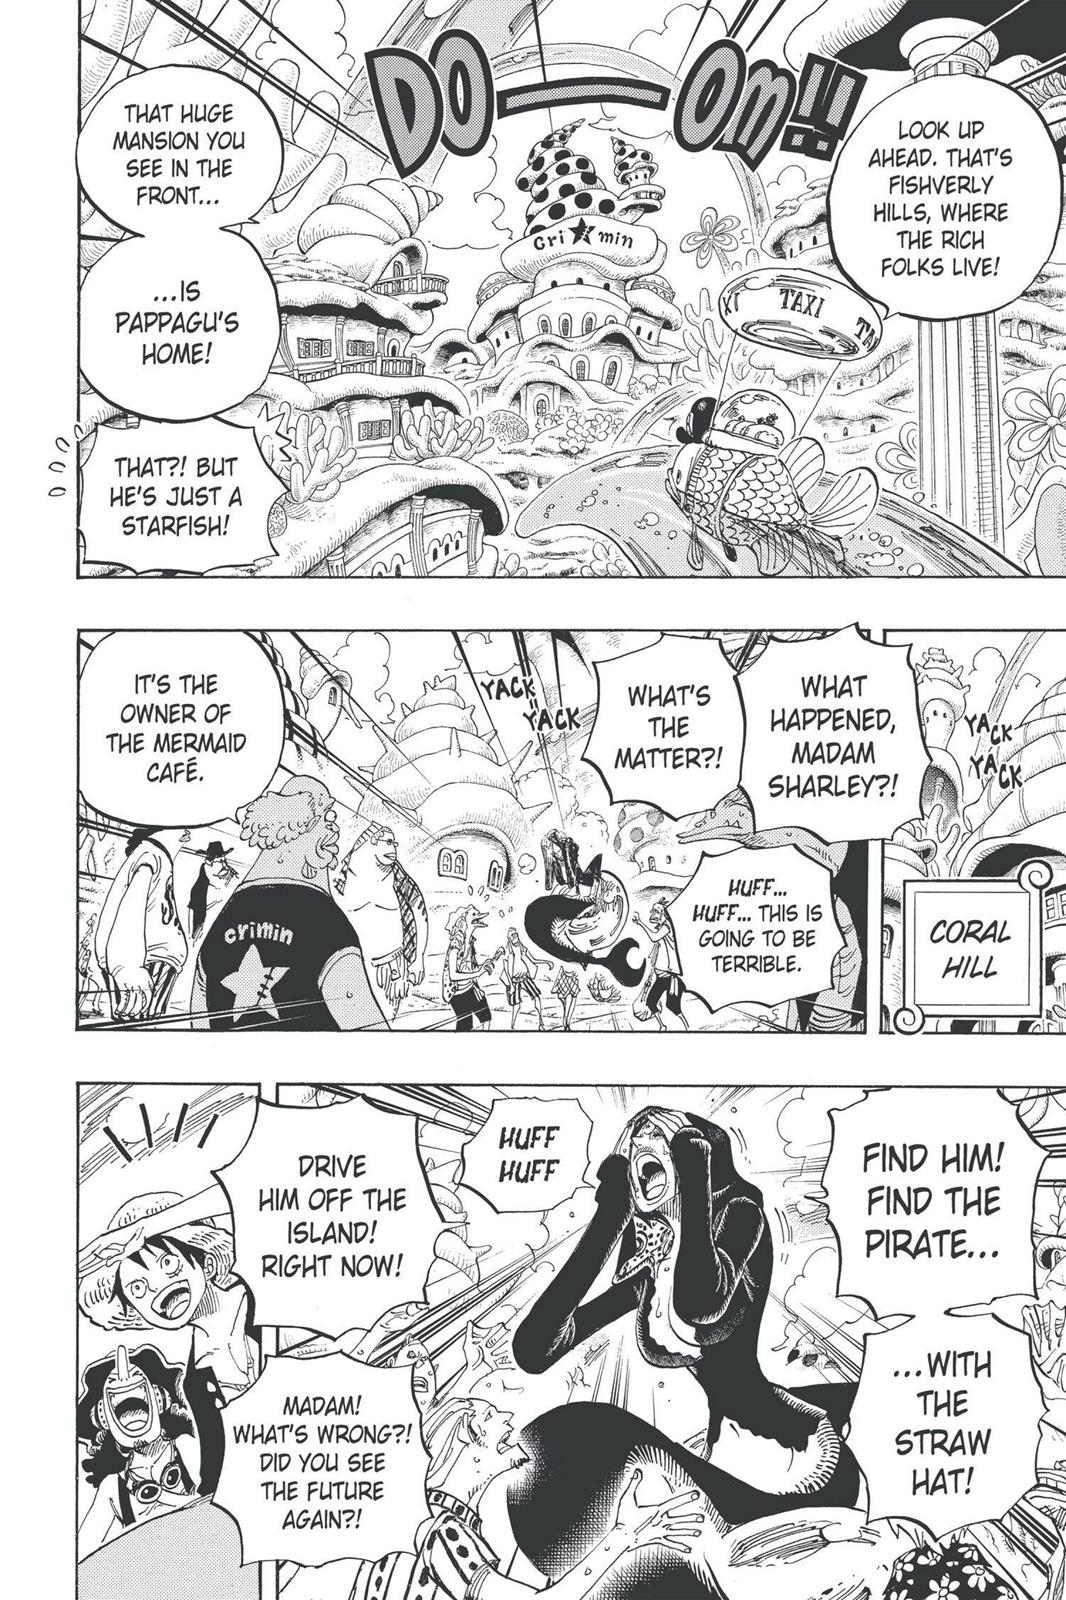 DO—OM!!
LOOK UP
AHEAD. THAT'S
FISHVERLY
HILLS, WHERE
THE RICH
FOLKS LIVE!
THAT HUGE
MANSION YOU
SEE IN THE
FRONT...
...IS
PAPPAGU'S
HOME!
THAT?! BUT
HE'S JUST A
STARFISH!
Cri min
XI TAXI TA
YACK
YACK
CORAL
HILL
WHAT
HAPPENED,
MADAM
SHARLEY?!
WHAT'S
THE
MATTER?!
YACK
YACK
HUFF...
HUFF... THIS IS
GOING TO BE
TERRIBLE.
IT'S THE
OWNER OF
THE MERMAID
CAFÉ.
crimin
FIND HIM!
FIND THE
PIRATE...
...WITH
THE
STRAW
HAT!
HUFF
HUFF
DRIVE
HIM OFF THE
ISLAND!
RIGHT NOW!
MADAM!
WHAT'S WRONG?!
DID YOU SEE
THE FUTURE
AGAIN?!